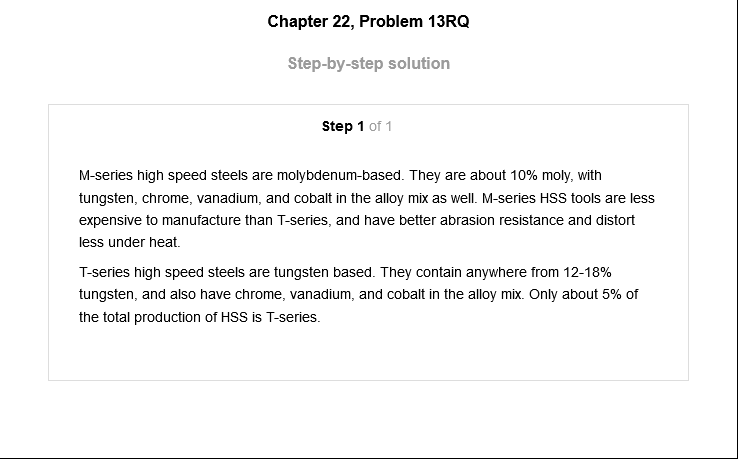 Chapter 22, Problem 13RQ
Step-by-step solution
Step 1 of 1
M-series high speed steels are molybdenum-based. They are about 10% moly, with
tungsten, chrome, vanadium, and cobalt in the alloy mix as well. M-series HSS tools are less
expensive to manufacture than T-series, and have better abrasion resistance and distort
less under heat.
T-series high speed steels are tungsten based. They contain anywhere from 12-18%
tungsten, and also have chrome, vanadium, and cobalt in the alloy mix. Only about 5% of
the total production of HSS is T-series.